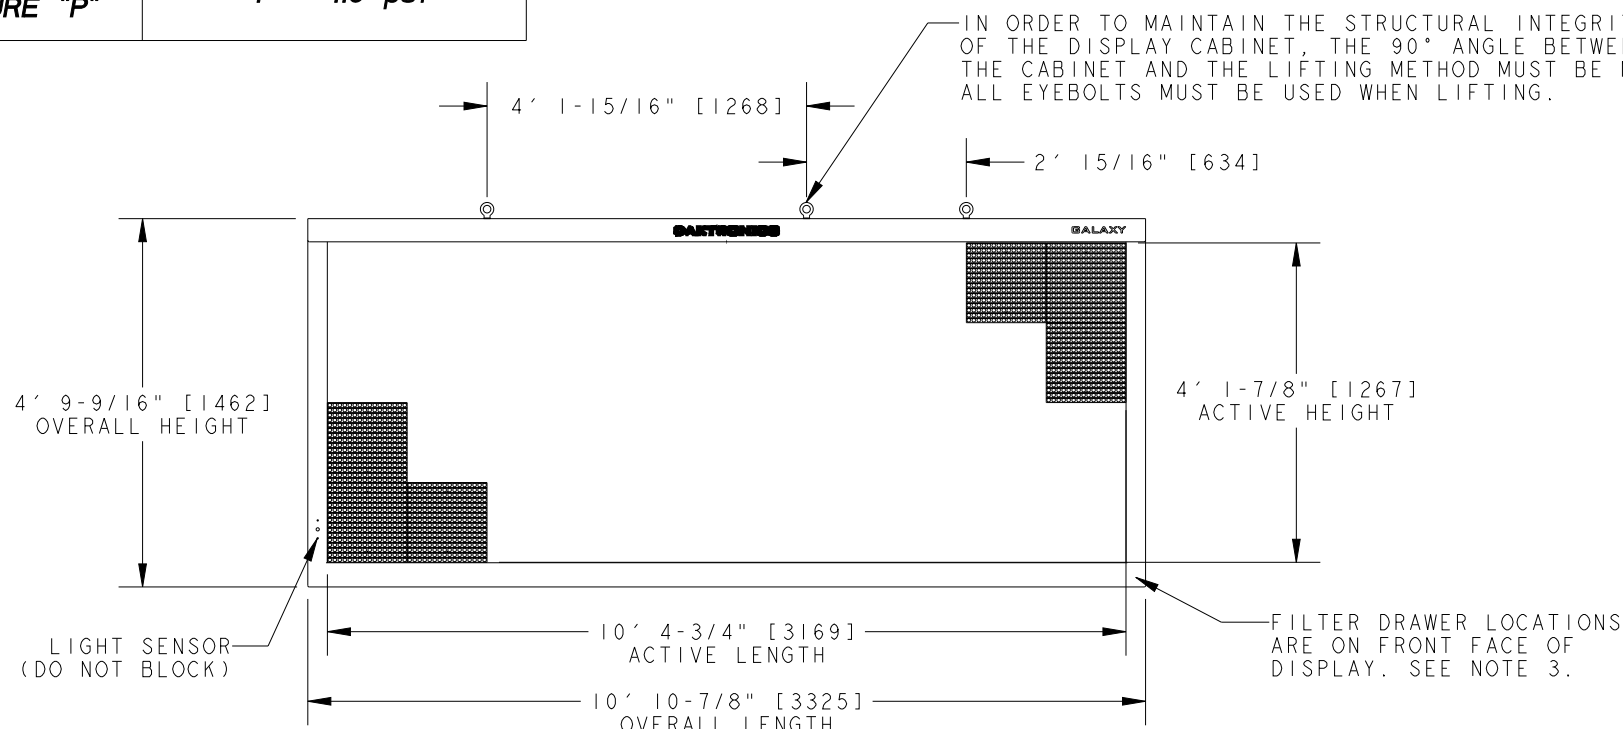 "P"
IN ORDER TO MAINTAIN THE STRUCTURAL
OF THE DISPLAY CABINET, THE 90° ANGLE
THE CABINET AND THE LIFTING METHOD MUST BE
ALL EYEBOLTS MUST BE USED WHEN LIFTING.
4' 1-15/16" [1268]
2' 15/16" [634]
DAKTRONICS
GALAXY
4' 9-9/16" [1462]
OVERALL HEIGHT
4' 1-7/8" [1267]
ACTIVE HEIGHT
LIGHT SENSOR
(DO NOT BLOCK)
10' 4-3/4" [3169]
ACTIVE LENGTH
FILTER DRAWER LOCATIONS
ARE ON FRONT FACE OF
DISPLAY. SEE NOTE 3.
10' 10-7/8" [3325]
OVERALL LENGTH